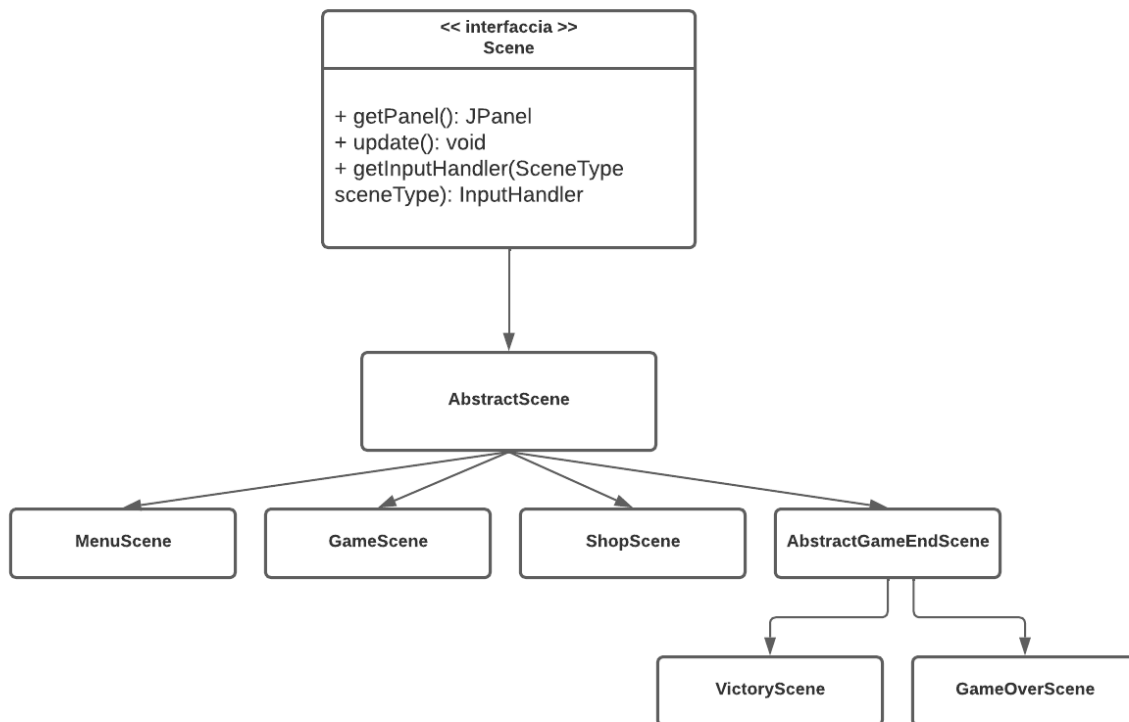 << interfaccia >>
Scene
+ getPanel(): JPanel
+ update(): void
+ getInputHandler(SceneType
sceneType): InputHandler
AbstractScene
MenuScene
GameScene
ShopScene
AbstractGameEndScene
VictoryScene
GameOverScene